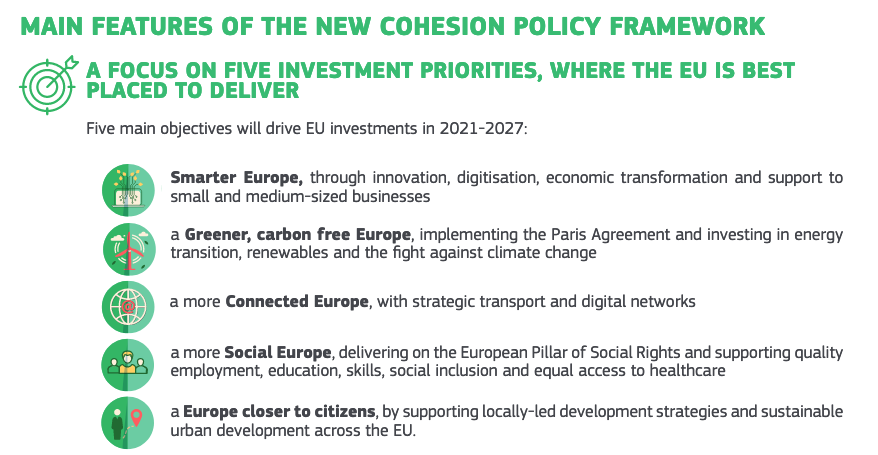 MAIN FEATURES OF THE NEW COHESION POLICY FRAMEWORK
A FOCUS ON FIVE INVESTMENT PRIORITIES, WHERE THE EU IS BEST
PLACED TO DELIVER
Five main objectives will drive EU investments in 2021-2027:
Smarter Europe, through innovation, digitisation, economic transformation and support to
small and medium-sized businesses
a Greener, carbon free Europe, implementing the Paris Agreement and investing in energy
transition, renewables and the fight against climate change
a more Connected Europe, with strategic transport and digital networks
a more Social Europe, delivering on the European Pillar of Social Rights and supporting quality
employment, education, skills, social inclusion and equal access to healthcare
a Europe closer to citizens, by supporting locally-led development strategies and sustainable
urban development across the EU.